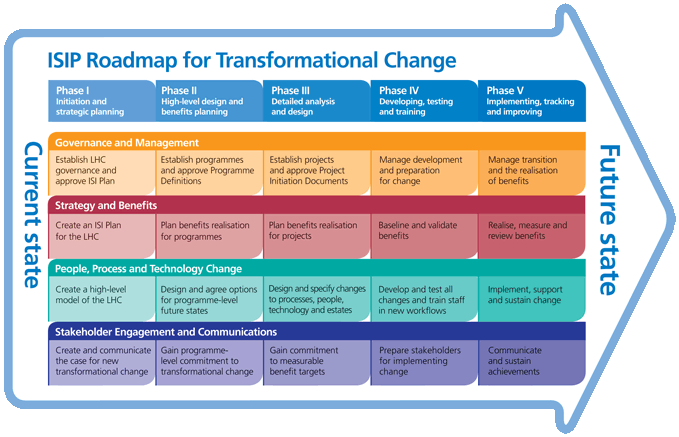 ISIP Roadmap for Transformational Change
Current state
Future state
Phase I
Initiation and
strategic planning
Phase II
High-level design and
benefits planning
Phase III
Detailed analysis
and design
Phase IV
Developing, testing
and training
Phase V
Implementing, tracking
and improving
Governance and Management
Establish LHC
governance and
approve ISI Plan
Establish programmes
and approve Programme
Definitions
Establish projects
and approve Project
Initiation Documents
Manage development
and preparation
for change
Manage transition
and the realisation
of benefits
Strategy and Benefits
Create an ISI Plan
for the LHC
Plan benefits realisation
for programmes
Plan benefits realisation
for projects
Baseline and validate
benefits
Realise, measure and
review benefits
People, Process and Technology Change
Create a high-level
model of the LHC
Design and agree options
for programme-level
future states
Design and specify changes
to processes, people,
technology and estates
Develop and test all
changes and train staff
in new workflows
Implement, support
and sustain change
Stakeholder Engagement and Communications
Create and communicate
the case for new
transformational change
Gain programme-
level commitment to
transformational change
Gain commitment
to measurable
benefit targets
Prepare stakeholders
for implementing
change
Communicate
and sustain
achievements